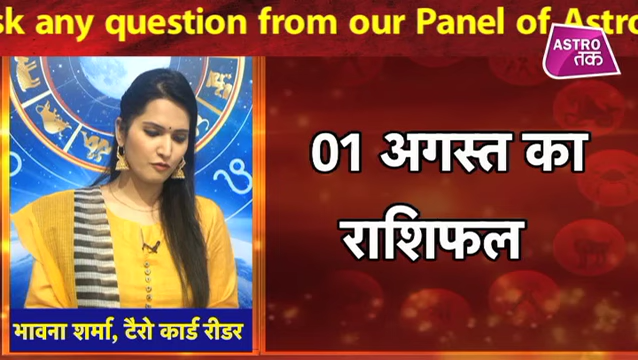 sk any question from our Panel of Astro
ASTRO
तक
01 अगस्त का
राशिफल
भावना शर्मा, टैरो कार्ड रीडर